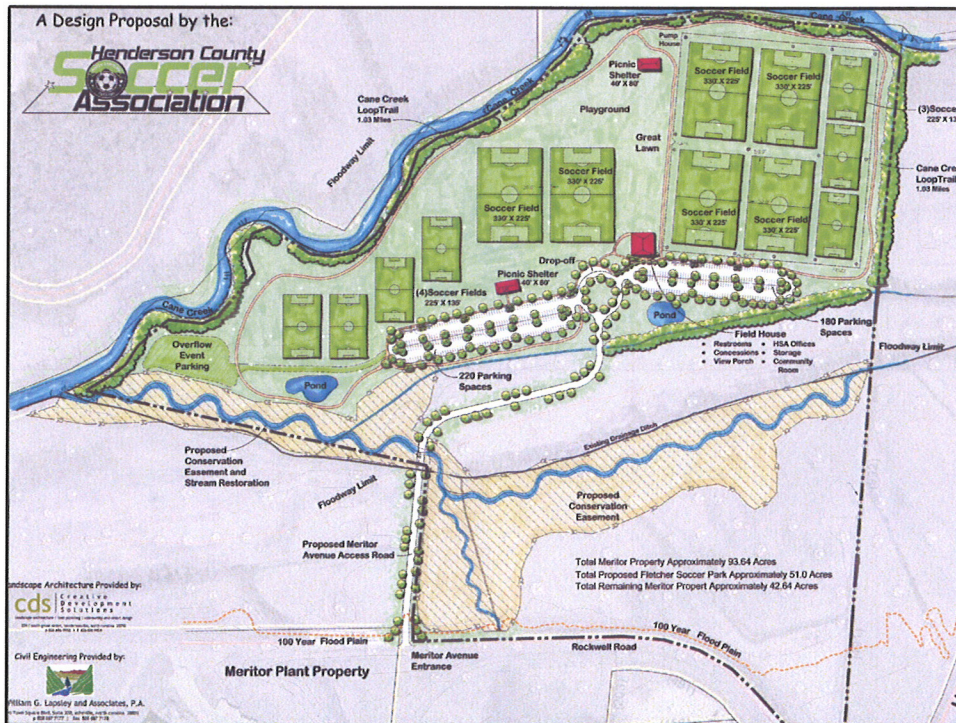 A Design Proposal by the:
Henderson County
Soccer
Association
Cane Creek
LoopTrail
1.03 Miles
Floodway Limit
Cane Creek
Cane Creek
Pump
House
Picnic
Shelter
40' X 80'
Playground
Great
Lawn
Soccer Field
330' X 225'
Soccer Field
330' X 225'
(3)Socce
225' X 13
Cane Creek
LoopTrail
1.03 Miles
Soccer Field
330' X 225'
Soccer Field
330' X 225'
Soccer Field
330' X 225'
Soccer Field
330' X 225'
Drop-off
Picnic Shelter
40' X 80'
(4)Soccer Fields
225' X 130'
Cane Creek
Overflow
Event
Parking
Pond
Pond
220 Parking
Spaces
180 Parking
Spaces
Field House
• Restrooms • HSA Offices
• Concessions • Storage
• View Porch • Community
Room
Floodway Limit
Existing Drainage Ditch
Proposed
Conservation
Easement and
Stream Restoration
Floodway Limit
Proposed
Conservation
Easement
Proposed Meritor
Avenue Access Road
Total Meritor Property Approximately 93.64 Acres
Total Proposed Fletcher Soccer Park Approximately 51.0 Acres
Total Remaining Meritor Propert Approximately 42.64 Acres
andscape Architecture Provided by:
cds
Creative
Development
Solutions
100 Year Flood Plain
Meritor Avenue
Entrance
Rockwell Road
100 Year Flood Plain
Meritor Plant Property
Civil Engineering Provided by:
William G. Lapsley and Associates, P.A.